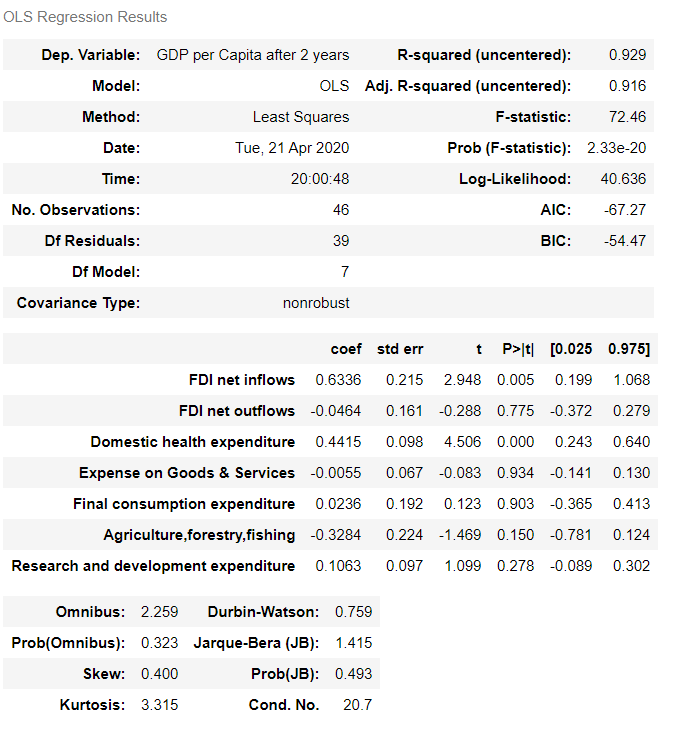 OLS Regression Results
Dep. Variable: GDP per Capita after 2 years R-squared (uncentered): 0.929
Model: OLS Adj. R-squared (uncentered): 0.916
Method: Least Squares F-statistic: 72.46
Date: Tue, 21 Apr 2020 Prob (F-statistic): 2.33e-20
Time: 20:00:48 Log-Likelihood: 40.636
No. Observations: 46 AIC: -67.27
Df Residuals: 39 BIC: -54.47
Df Model: 7
Covariance Type: nonrobust
coef std err t P>|t| [0.025 0.975]
FDI net inflows 0.6336 0.215 2.948 0.005 0.199 1.068
FDI net outflows -0.0464 0.161 -0.288 0.775 -0.372 0.279
Domestic health expenditure 0.4415 0.098 4.506 0.000 0.243 0.640
Expense on Goods & Services -0.0055 0.067 -0.083 0.934 -0.141 0.130
Final consumption expenditure 0.0236 0.192 0.123 0.903 -0.365 0.413
Agriculture,forestry,fishing -0.3284 0.224 -1.469 0.150 -0.781 0.124
Research and development expenditure 0.1063 0.097 1.099 0.278 -0.089 0.302
Omnibus: 2.259 Durbin-Watson: 0.759
Prob(Omnibus): 0.323 Jarque-Bera (JB): 1.415
Skew: 0.400 Prob(JB): 0.493
Kurtosis: 3.315 Cond. No. 20.7